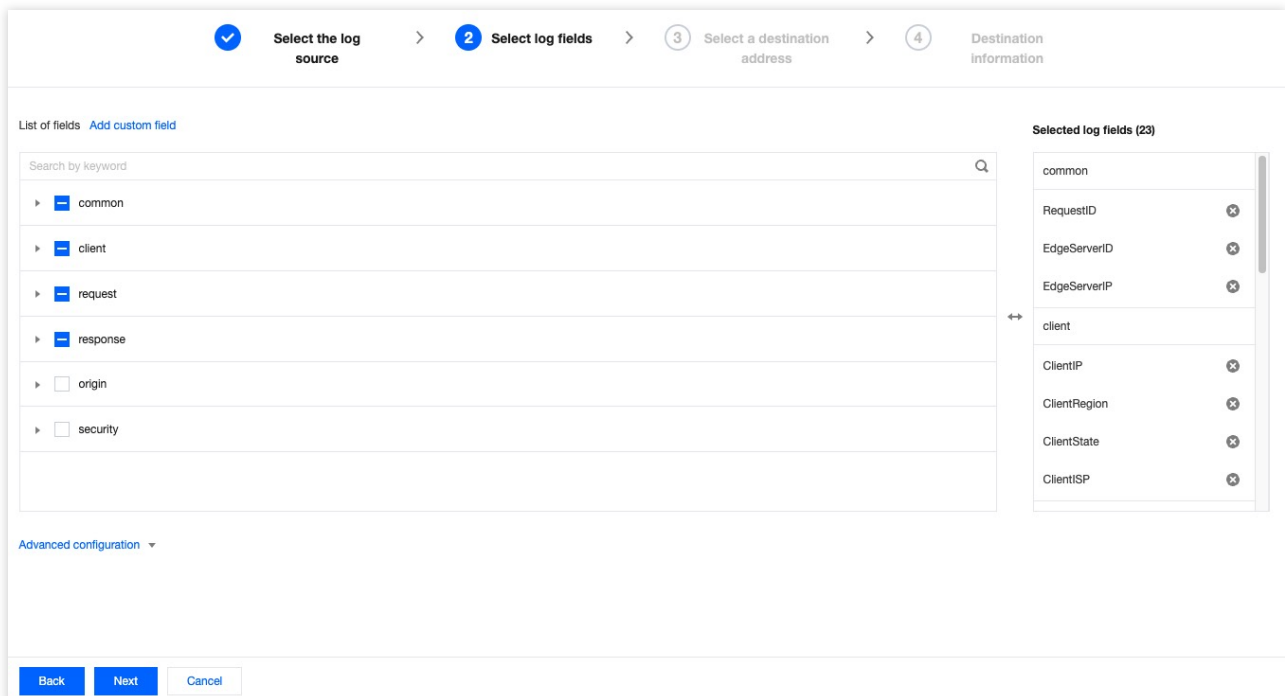 Select the log source
2 Select log fields
3 Select a destination address
4 Destination information
List of fields Add custom field
Search by keyword
common
client
request
response
origin
security
Advanced configuration
Selected log fields (23)
common
RequestID
EdgeServerID
EdgeServerIP
client
ClientIP
ClientRegion
ClientState
ClientISP
Back Next Cancel